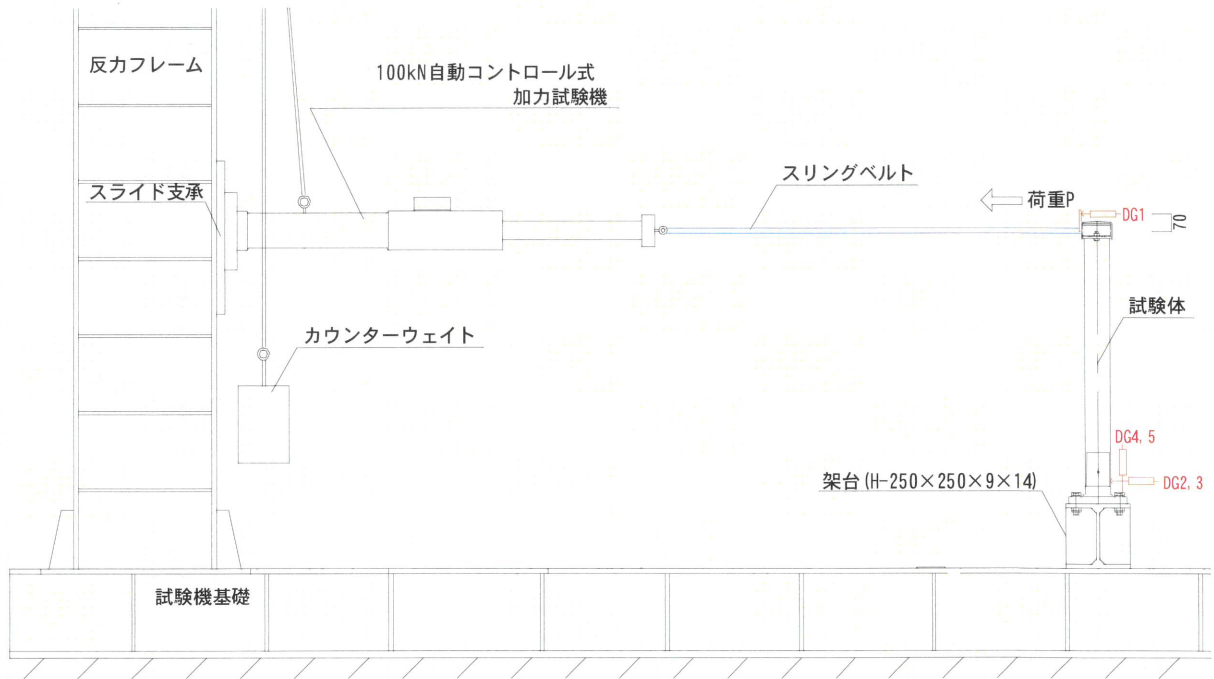 反力フレーム
100kN自動コントロール式
加力試験機
スライド支承
スリングベルト
荷重P
DG1
70
試験体
カウンターウェイト
DG4, 5
架台(H-250×250×9×14)
DG2, 3
試験機基礎